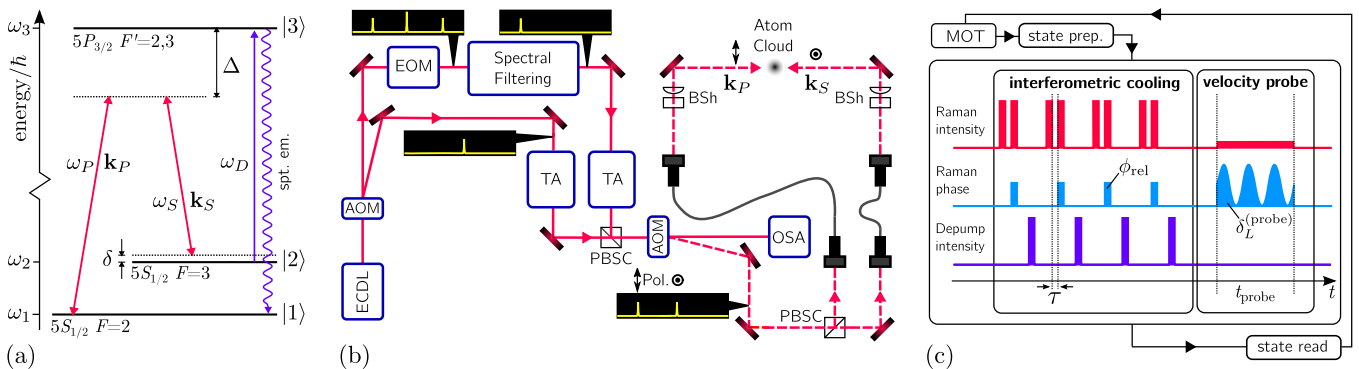 energy/ħ
ω3
5P3/2 F'=2,3
|3⟩
Δ
ωP kP
ωS kS
ωD
spt. em.
δ
ω2
5S1/2 F=3
|2⟩
ω1
5S1/2 F=2
|1⟩
(a)
EOM
Spectral
Filtering
AOM
ECDL
TA
TA
PBSC
AOM
OSA
Pol.
PBSC
Atom
Cloud
kP
kS
BSh
BSh
(b)
MOT
state prep.
interferometric cooling
velocity probe
Raman
intensity
Raman
phase
ϕrel
δL(probe)
Depump
intensity
τ
tprobe
t
state read
(c)